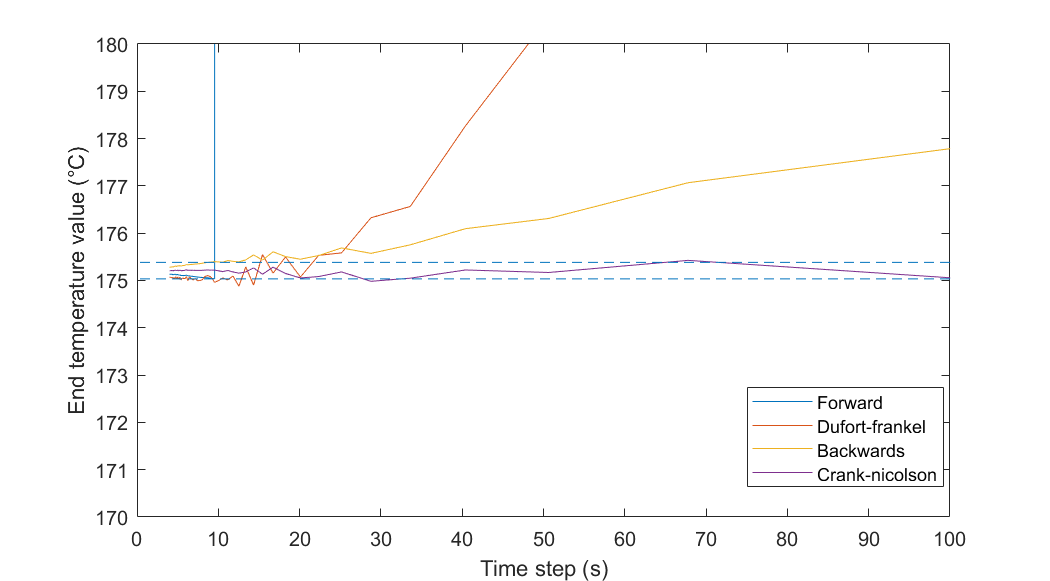 180
179
178
177
176
175
174
173
172
171
170
End temperature value (°C)
0 10 20 30 40 50 60 70 80 90 100
Time step (s)
Forward
Dufort-frankel
Backwards
Crank-nicolson